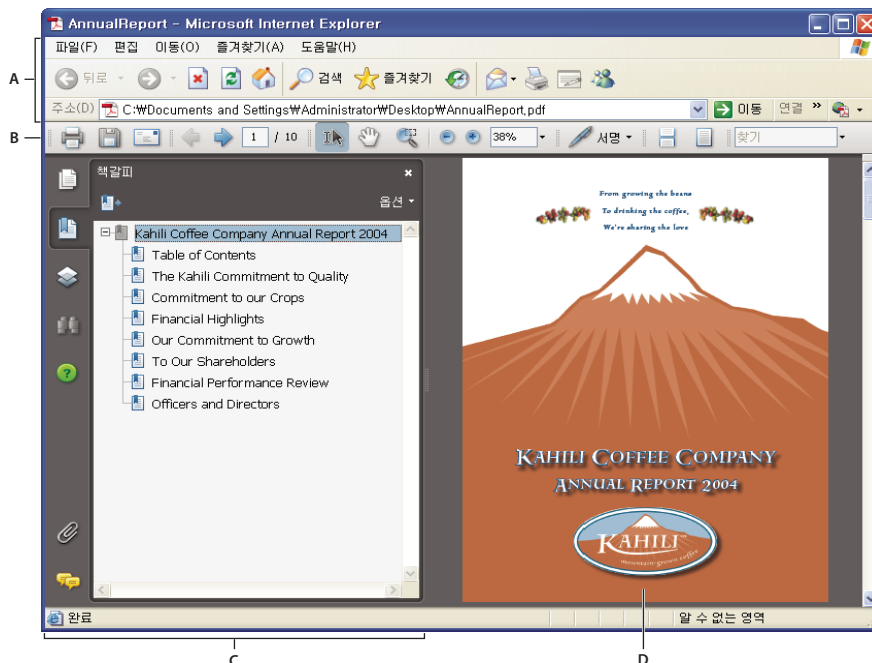 AnnualReport - Microsoft Internet Explorer
파일(F) 편집 이동(O) 즐겨찾기(A) 도움말(H)
A
뒤로 검색 즐겨찾기
주소(D) C:₩Documents and Settings₩Administrator₩Desktop₩AnnualReport.pdf 이동 연결 »
B
1 / 10 38% 서명 찾기
책갈피
옵션
Kahili Coffee Company Annual Report 2004
Table of Contents
The Kahili Commitment to Quality
Commitment to our Crops
Financial Highlights
Our Commitment to Growth
To Our Shareholders
Financial Performance Review
Officers and Directors
From growing the beans
To drinking the coffee,
We're sharing the love
KAHILI COFFEE COMPANY
ANNUAL REPORT 2004
KAHILI™
mountain-grown coffee
완료 알 수 없는 영역
C D